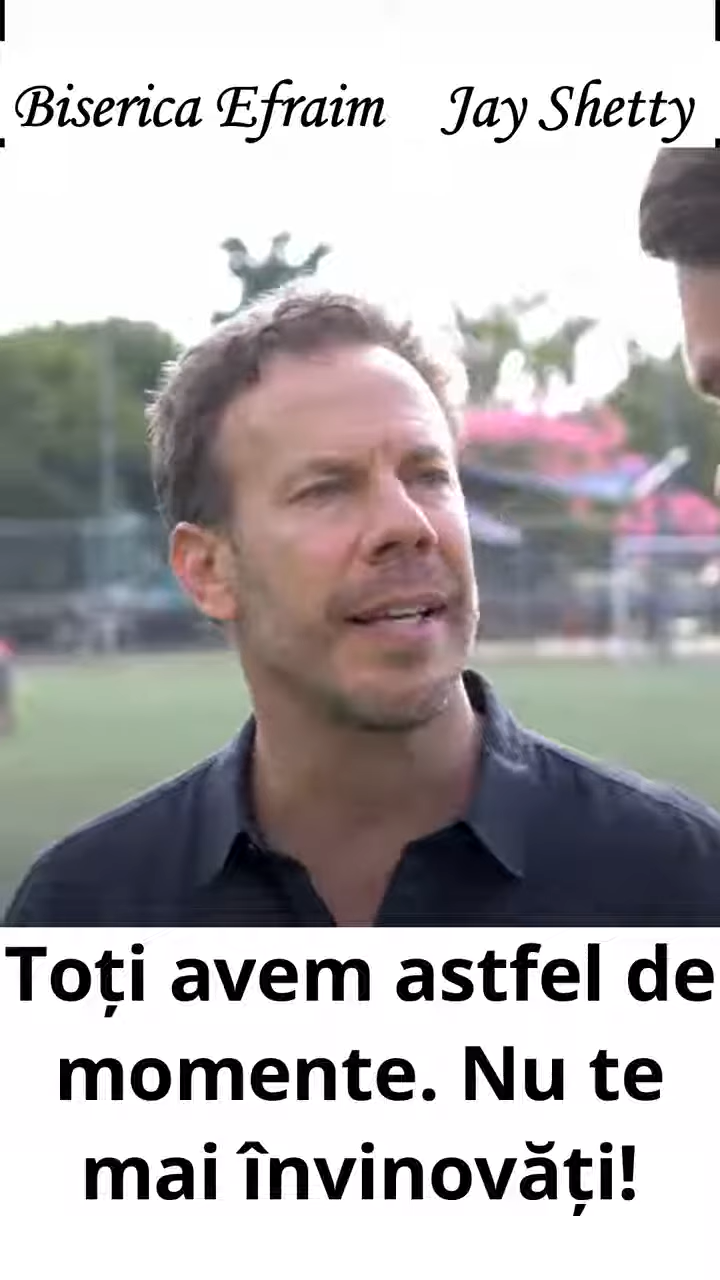 Biserica Efraim Jay Shetty
Toți avem astfel de
momente. Nu te
mai învinovăți!